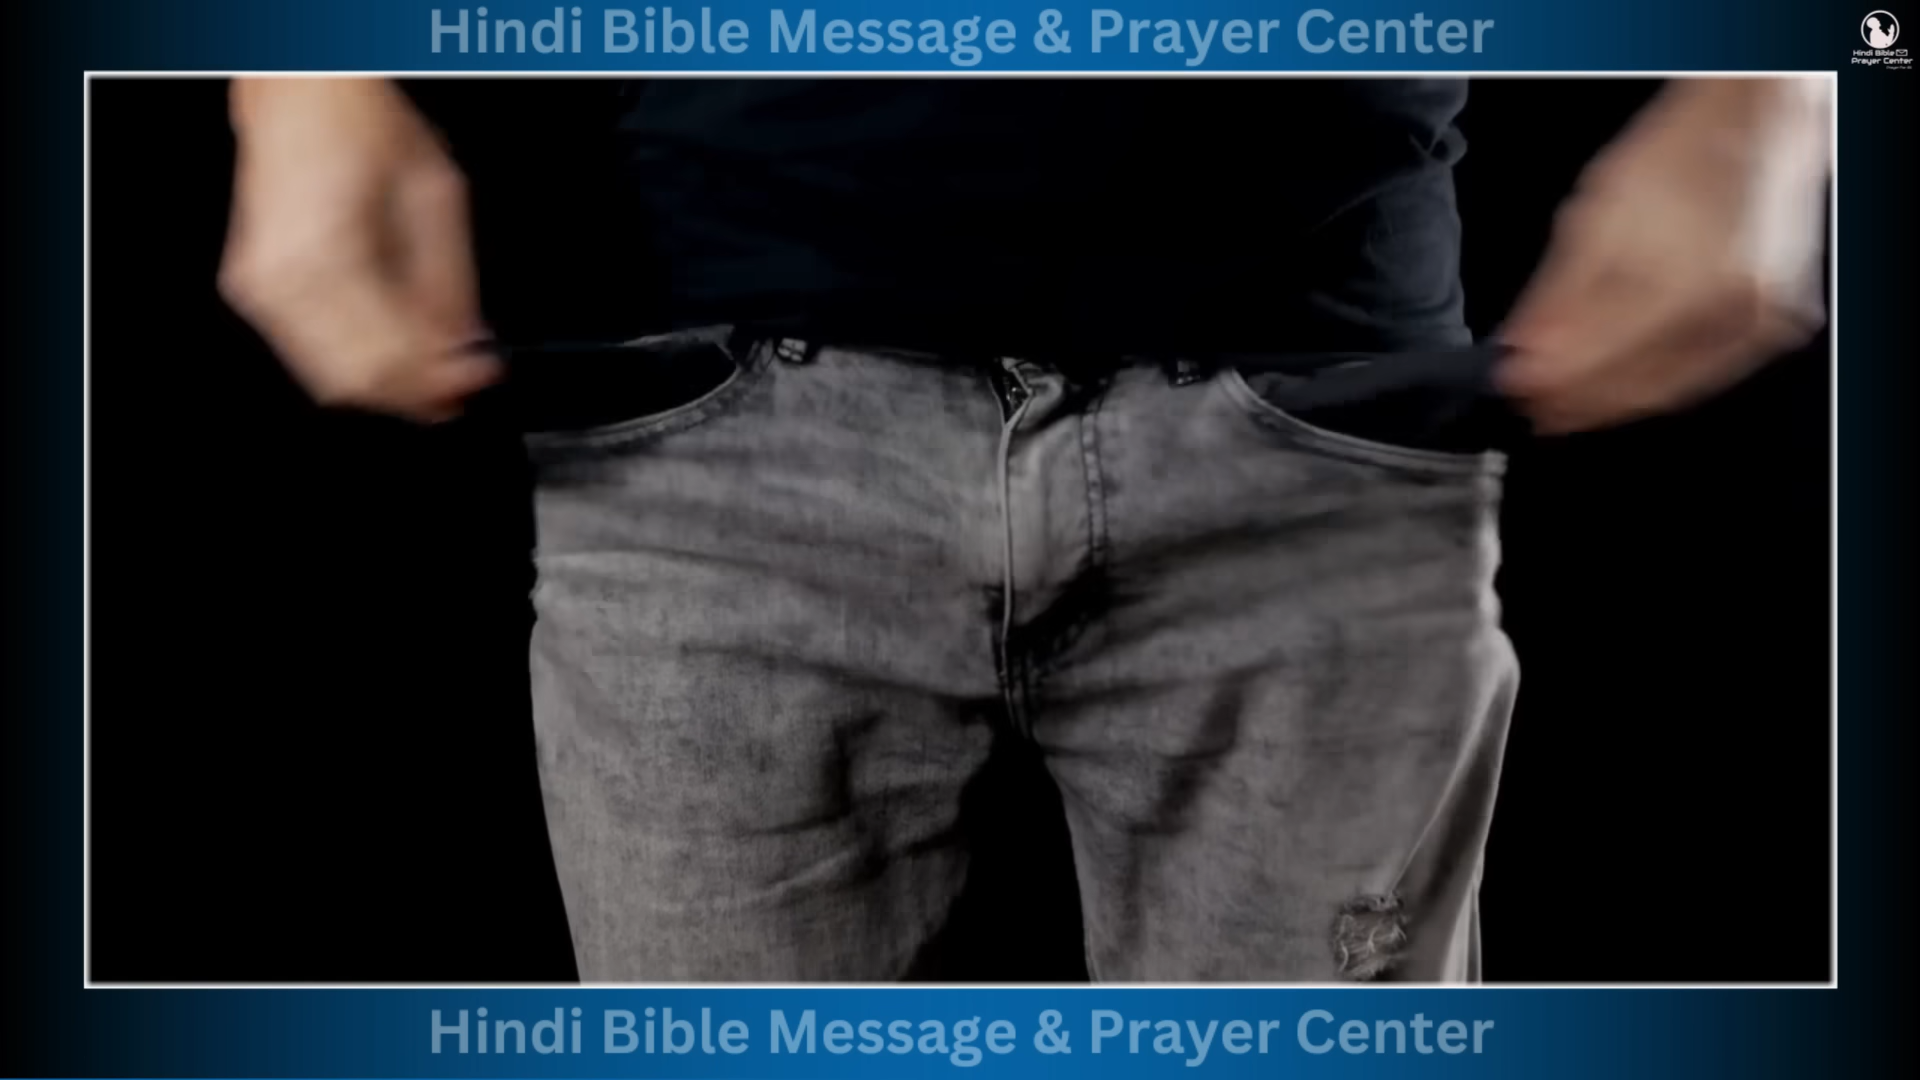 Hindi Bible Message & Prayer Center
Hindi Bible
Prayer Center
Hindi Bible Message & Prayer Center